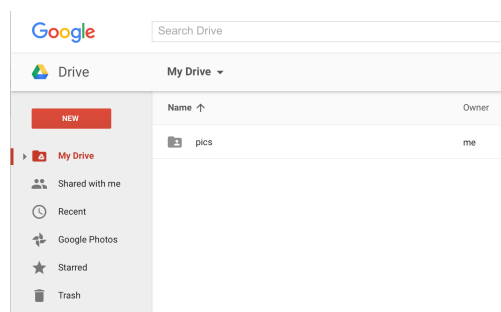 Google
Search Drive
Drive
My Drive
NEW
My Drive
Shared with me
Recent
Google Photos
Starred
Trash
Name
Owner
pics
me